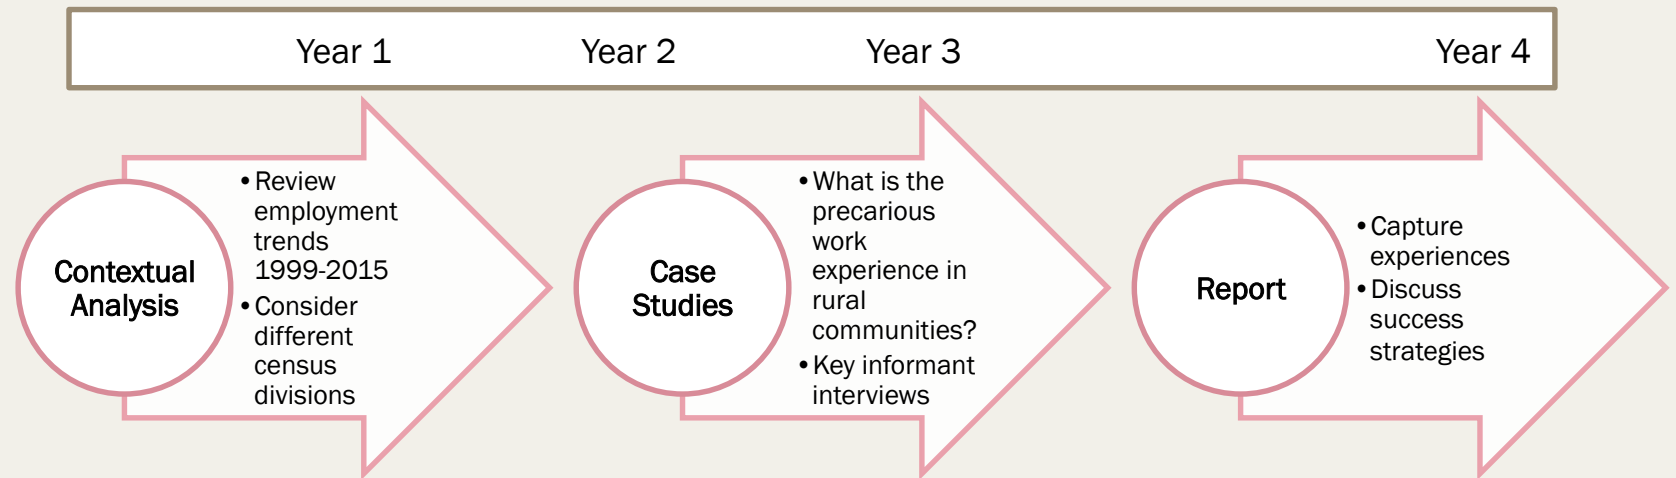 Year 1 Year 2 Year 3 Year 4
Contextual
Analysis
•Review
employment
trends
1999-2015
•Consider
different
census
divisions
Case
Studies
•What is the
precarious
work
experience in
rural
communities?
•Key informant
interviews
Report
•Capture
experiences
•Discuss
success
strategies